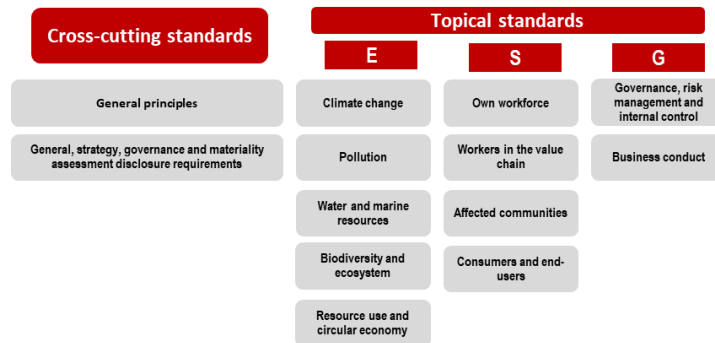 Cross-cutting standards
Topical standards
E
S
G
General principles
Climate change
Own workforce
Governance, risk
management and
internal control
General, strategy, governance and materiality
assessment disclosure requirements
Pollution
Workers in the value
chain
Business conduct
Water and marine
resources
Affected communities
Biodiversity and
ecosystem
Consumers and end-
users
Resource use and
circular economy